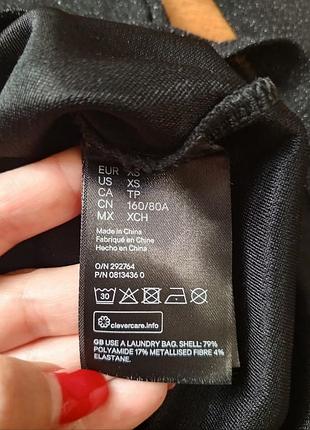 EUR XS
US XS
CA TP
CN 160/80A
MX XCH
Made in China
Fabriqué en Chine
Hecho en China
O/N 292764
P/N 0813436 0
30
clevercare.info
GB USE A LAUNDRY BAG. SHELL: 79%
POLYAMIDE 17% METALLISED FIBRE 4%
ELASTANE.